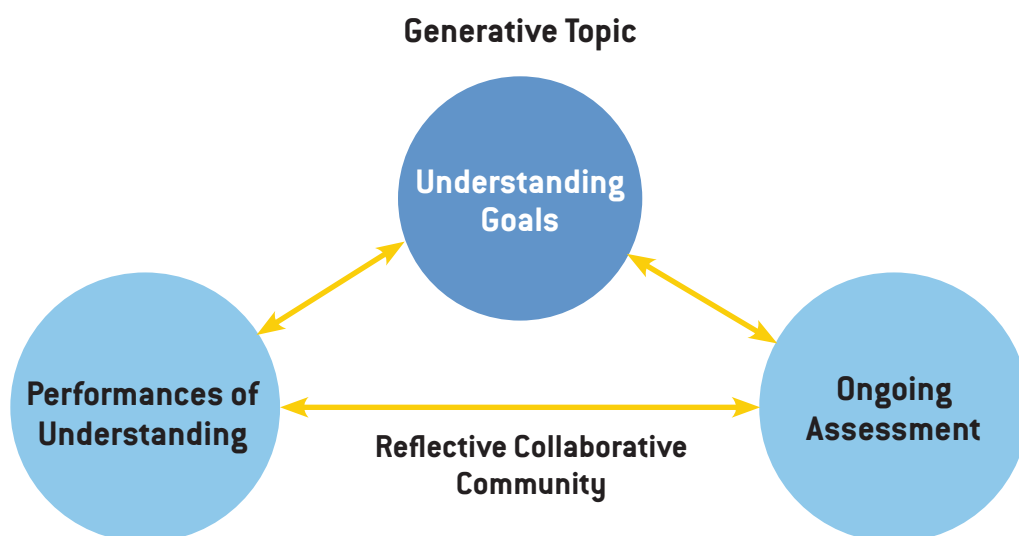 Generative Topic
Understanding
Goals
Performances of
Understanding
Ongoing
Assessment
Reflective Collaborative
Community